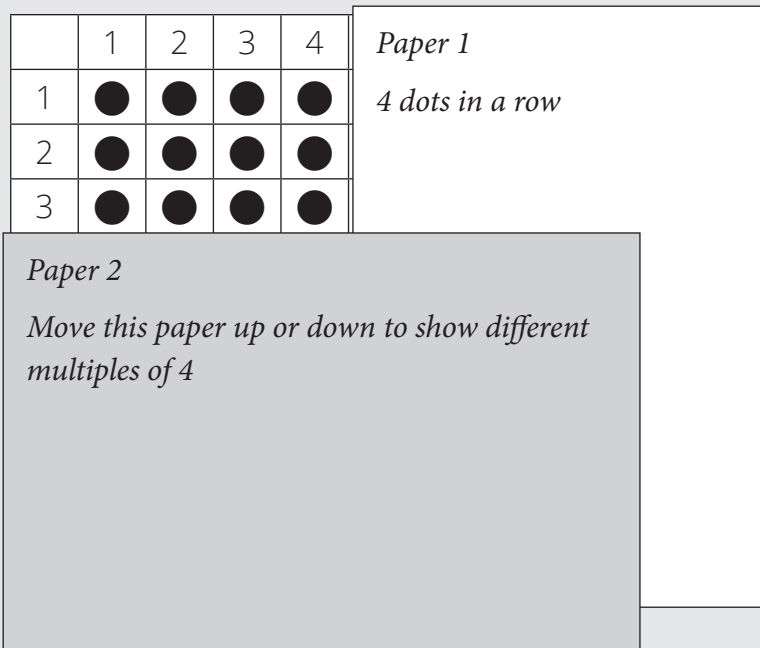 1 2 3 4
1
2
3
Paper 1
4 dots in a row
Paper 2
Move this paper up or down to show different
multiples of 4